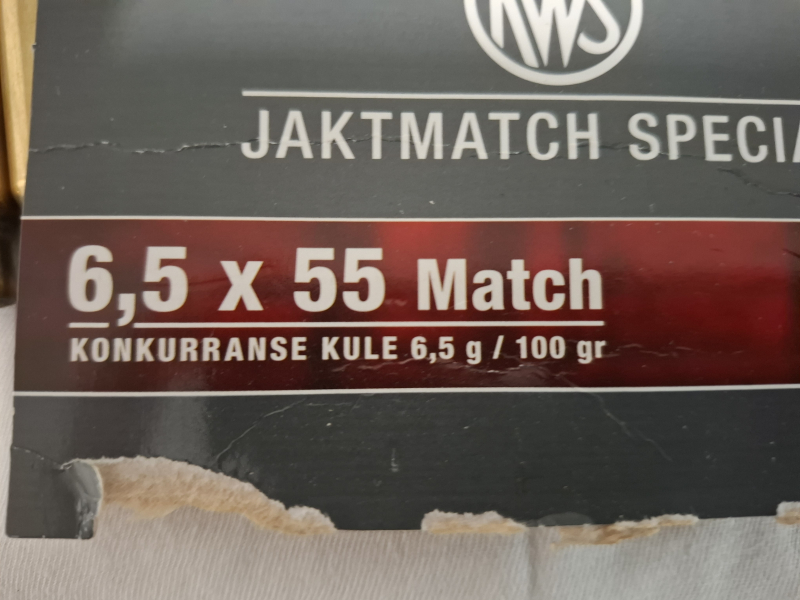 RWS
JAKTMATCH SPECIA
6,5 x 55 Match
KONKURRANSE KULE 6,5 g / 100 gr